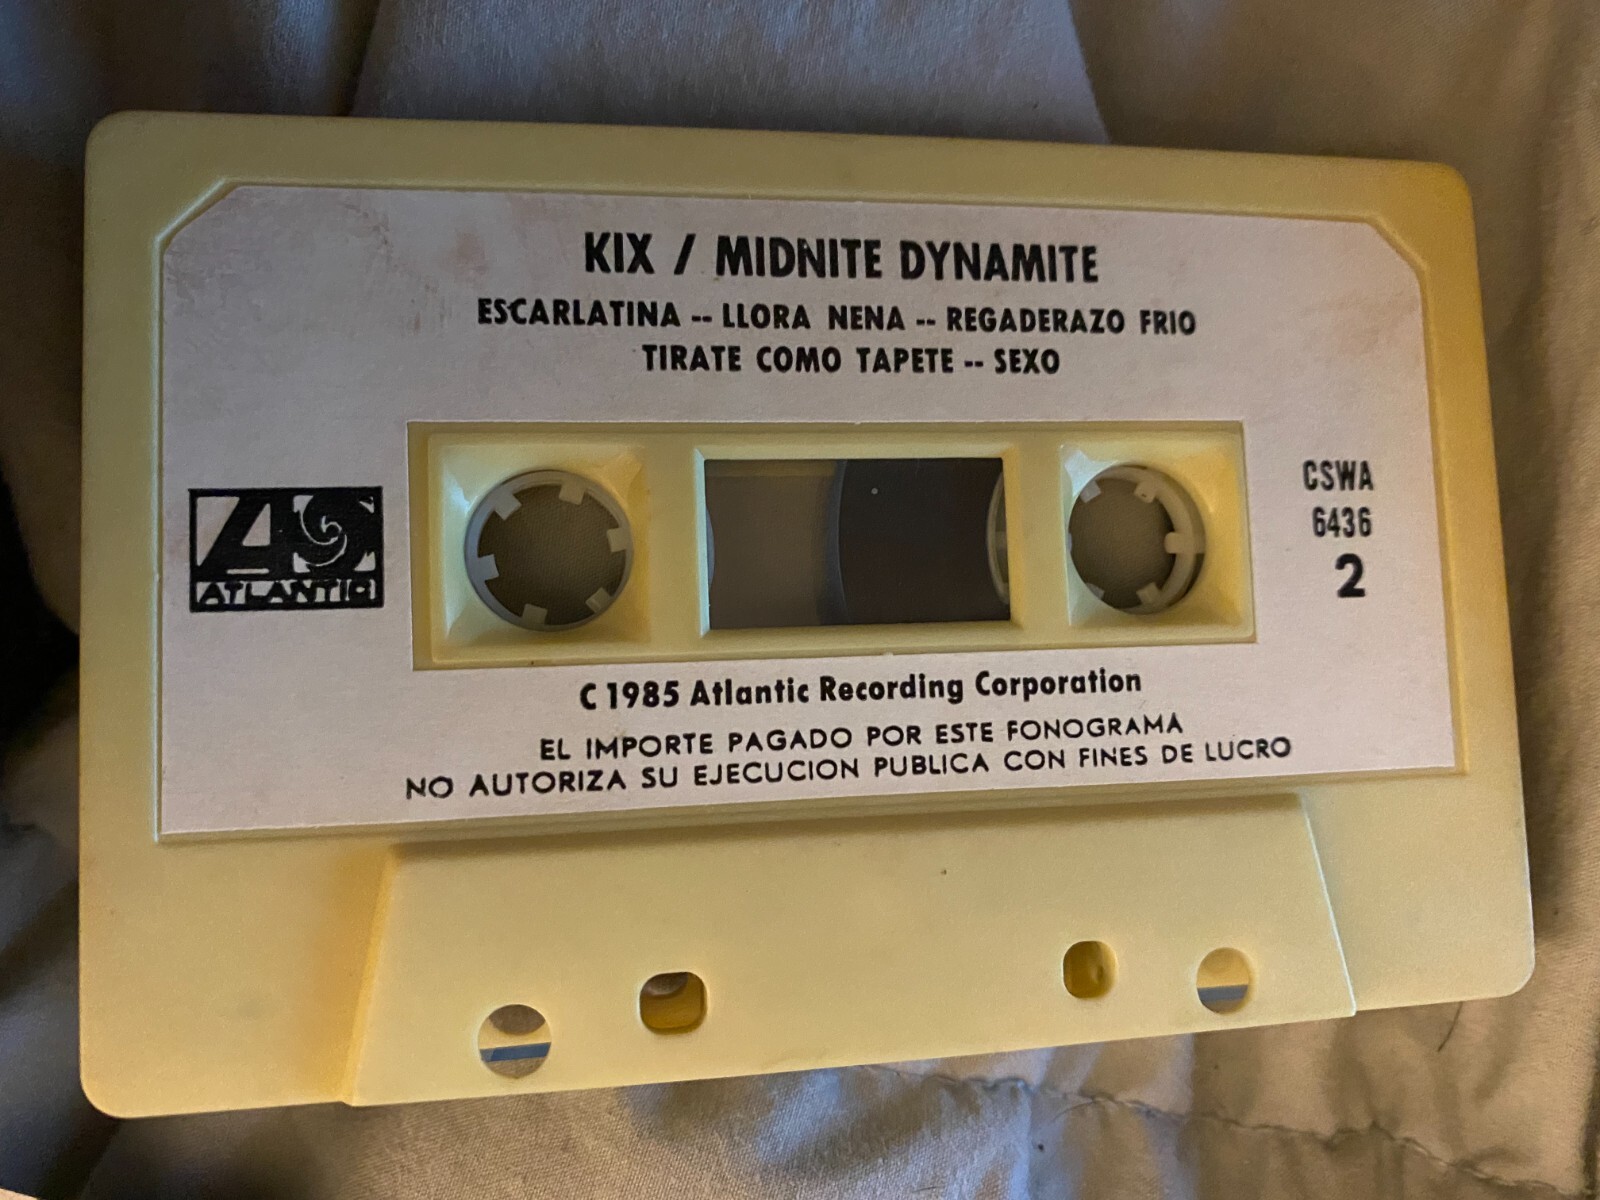 KIX / MIDNITE DYNAMITE
ESCARLATINA -- LLORA NENA -- REGADERAZO FRIO
TIRATE COMO TAPETE -- SEXO
ATLANTIC
CSWA
6436
2
C 1985 Atlantic Recording Corporation
EL IMPORTE PAGADO POR ESTE FONOGRAMA
NO AUTORIZA SU EJECUCION PUBLICA CON FINES DE LUCRO